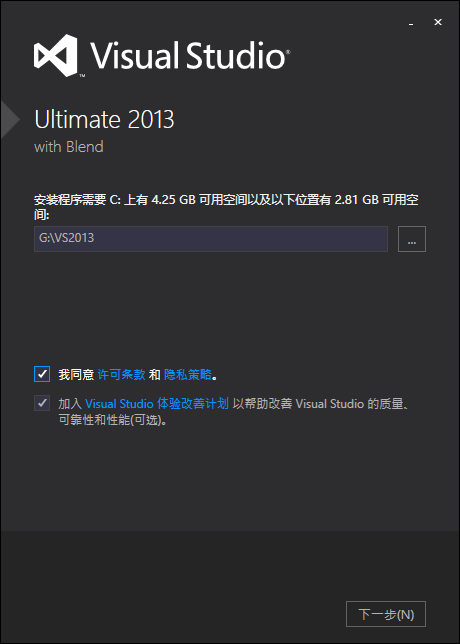 Visual Studio®
™
Ultimate 2013
with Blend
安装程序需要 C: 上有 4.25 GB 可用空间以及以下位置有 2.81 GB 可用空
间:
G:\VS2013
...
我同意 许可条款 和 隐私策略。
加入 Visual Studio 体验改善计划 以帮助改善 Visual Studio 的质量、
可靠性和性能(可选)。
下一步(N)